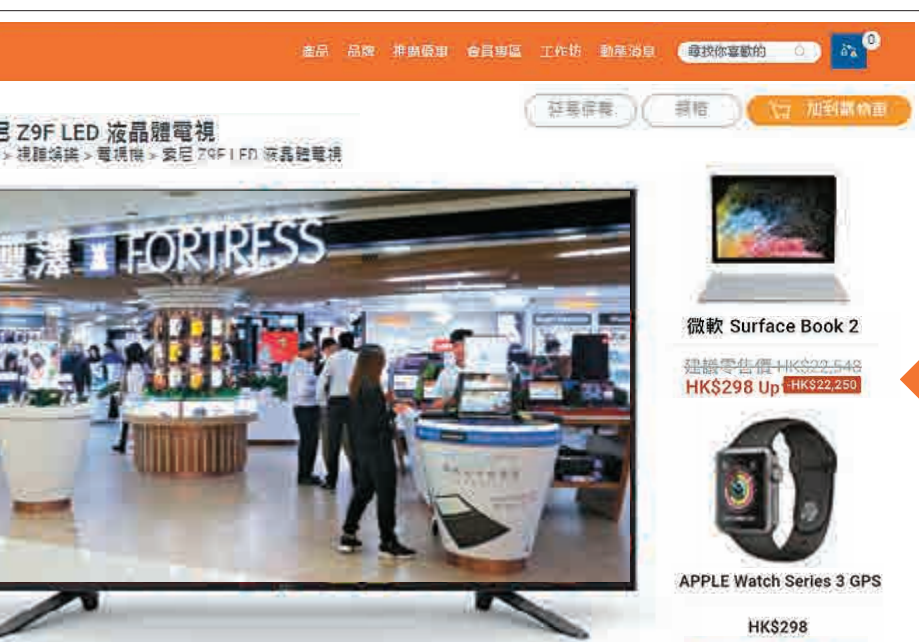 產品 品牌 推廣優惠 會員專區 工作坊 動態消息 尋找你喜歡的 0
延長保養 規格 加到購物車
尼 Z9F LED 液晶體電視
> 視聽娛樂 > 電視機 > 索尼 Z9F LED 液晶體電視
豐澤 FORTRESS
FORTRESS
微軟 Surface Book 2
建議零售價 HK$22,548
HK$298 Up -HK$22,250
APPLE Watch Series 3 GPS
HK$298